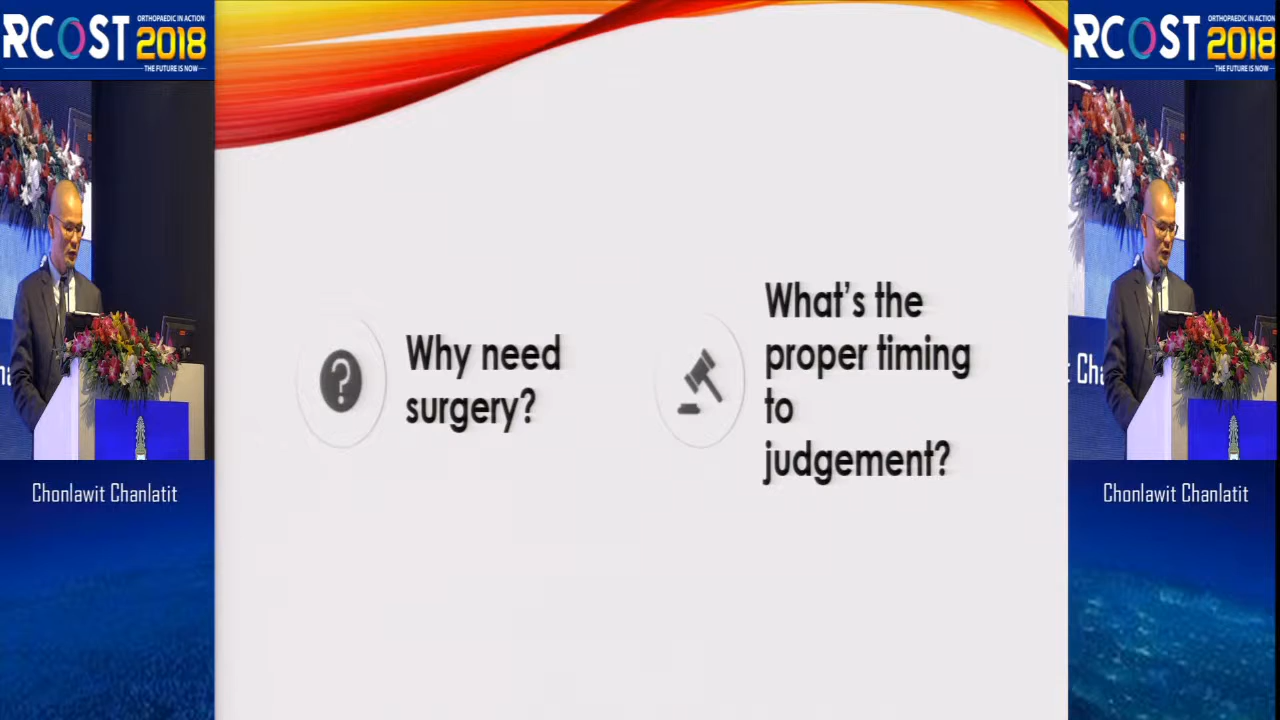 ORTHOPAEDIC IN ACTION
RCOST 2018
THE FUTURE IS NOW
Chonlawit Chanlatit
Why need
surgery?
What's the
proper timing
to
judgement?
ORTHOPAEDIC IN ACTION
RCOST 2018
THE FUTURE IS NOW
Chonlawit Chanlatit